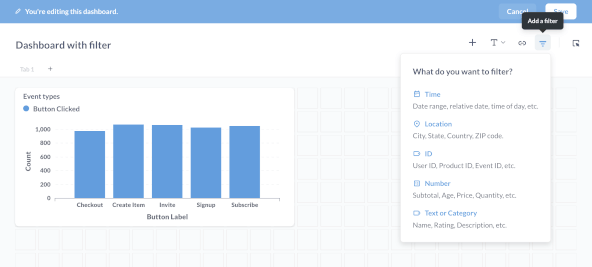 You're editing this dashboard.
Cancel
Save
Add a filter
Dashboard with filter
T
Tab 1
+
Event types
Button Clicked
Count
1,000
800
600
400
200
0
Checkout
Create Item
Invite
Signup
Subscribe
Button Label
What do you want to filter?
Time
Date range, relative date, time of day, etc.
Location
City, State, Country, ZIP code.
ID
User ID, Product ID, Event ID, etc.
Number
Subtotal, Age, Price, Quantity, etc.
Text or Category
Name, Rating, Description, etc.